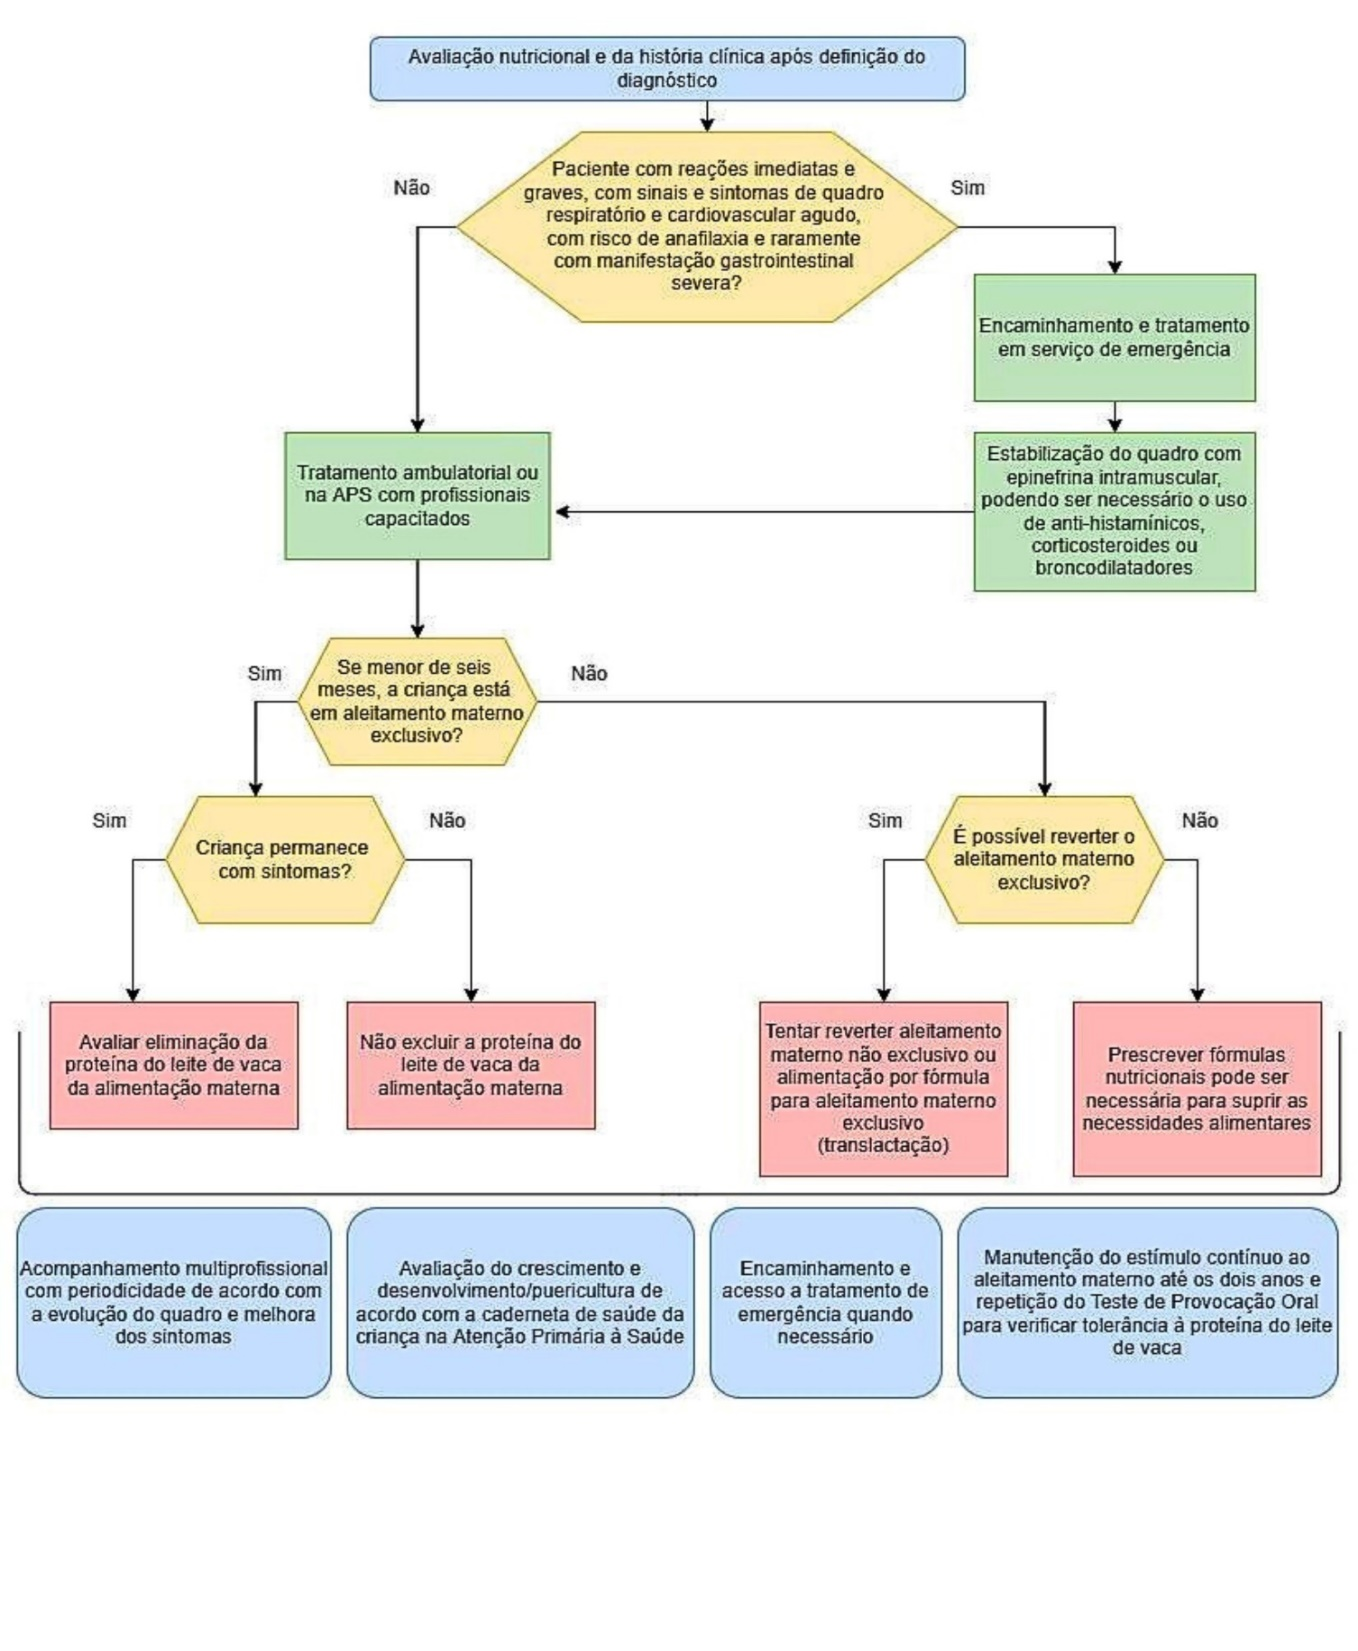 Avaliação nutricional e da história clínica após definição do
diagnóstico
Não
Paciente com reações imediatas e
graves, com sinais e sintomas de quadro
respiratório e cardiovascular agudo,
com risco de anafilaxia e raramente
com manifestação gastrointestinal
severa?
Sim
Encaminhamento e tratamento
em serviço de emergência
Tratamento ambulatorial ou
na APS com profissionais
capacitados
Estabilização do quadro com
epinefrina intramuscular,
podendo ser necessário o uso
de anti-histamínicos,
corticosteroides ou
broncodilatadores
Sim
Se menor de seis
meses, a criança está
em aleitamento materno
exclusivo?
Não
Sim
Criança permanece
com sintomas?
Não
Sim
É possível reverter o
aleitamento materno
exclusivo?
Não
Avaliar eliminação da
proteína do leite de vaca
da alimentação materna
Não excluir a proteína do
leite de vaca da
alimentação materna
Tentar reverter aleitamento
materno não exclusivo ou
alimentação por fórmula
para aleitamento materno
exclusivo
(translactação)
Prescrever fórmulas
nutricionais pode ser
necessária para suprir as
necessidades alimentares
Acompanhamento multiprofissional
com periodicidade de acordo com
a evolução do quadro e melhora
dos sintomas
Avaliação do crescimento e
desenvolvimento/puericultura de
acordo com a caderneta de saúde da
criança na Atenção Primária à Saúde
Encaminhamento e
acesso a tratamento de
emergência quando
necessário
Manutenção do estímulo contínuo ao
aleitamento materno até os dois anos e
repetição do Teste de Provocação Oral
para verificar tolerância à proteína do leite
de vaca